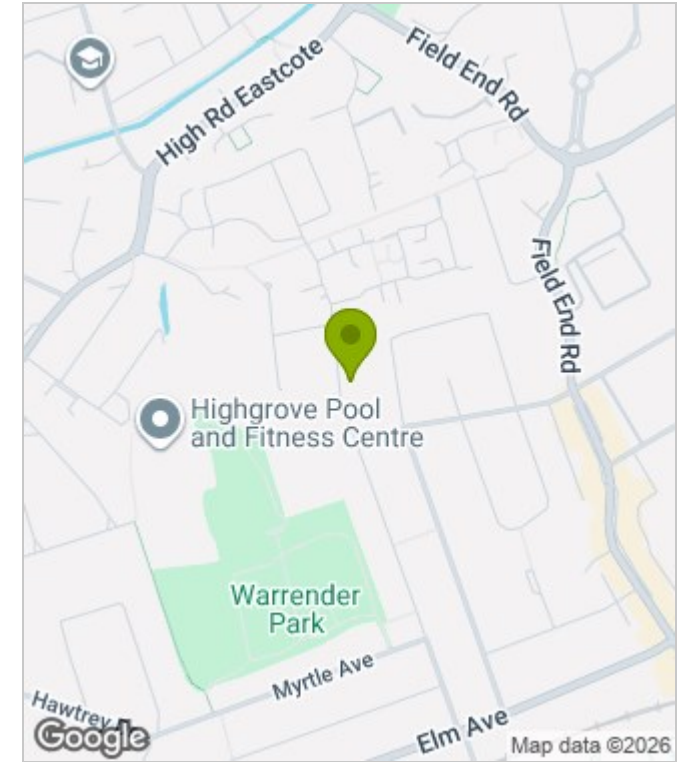 High Rd Eastcote
Field End Rd
Field End Rd
Highgrove Pool
and Fitness Centre
Warrender
Park
Myrtle Ave
Hawtrey
Elm Ave
Google
Map data ©2026